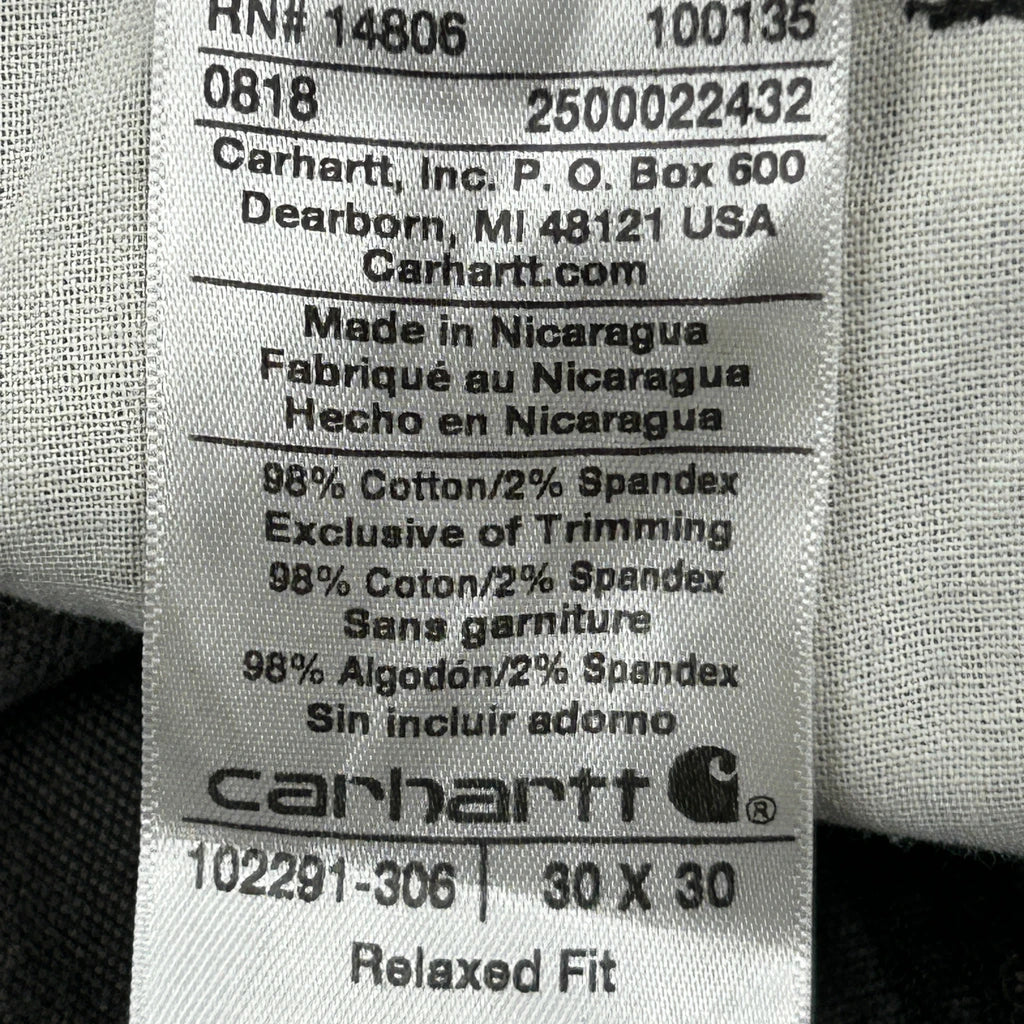 RN# 14806 100135
0818 2500022432
Carhartt, Inc. P. O. Box 600
Dearborn, MI 48121 USA
Carhartt.com
Made in Nicaragua
Fabriqué au Nicaragua
Hecho en Nicaragua
98% Cotton/2% Spandex
Exclusive of Trimming
98% Coton/2% Spandex
Sans garniture
98% Algodón/2% Spandex
Sin incluir adorno
carhartt ®
102291-306 | 30 X 30
Relaxed Fit